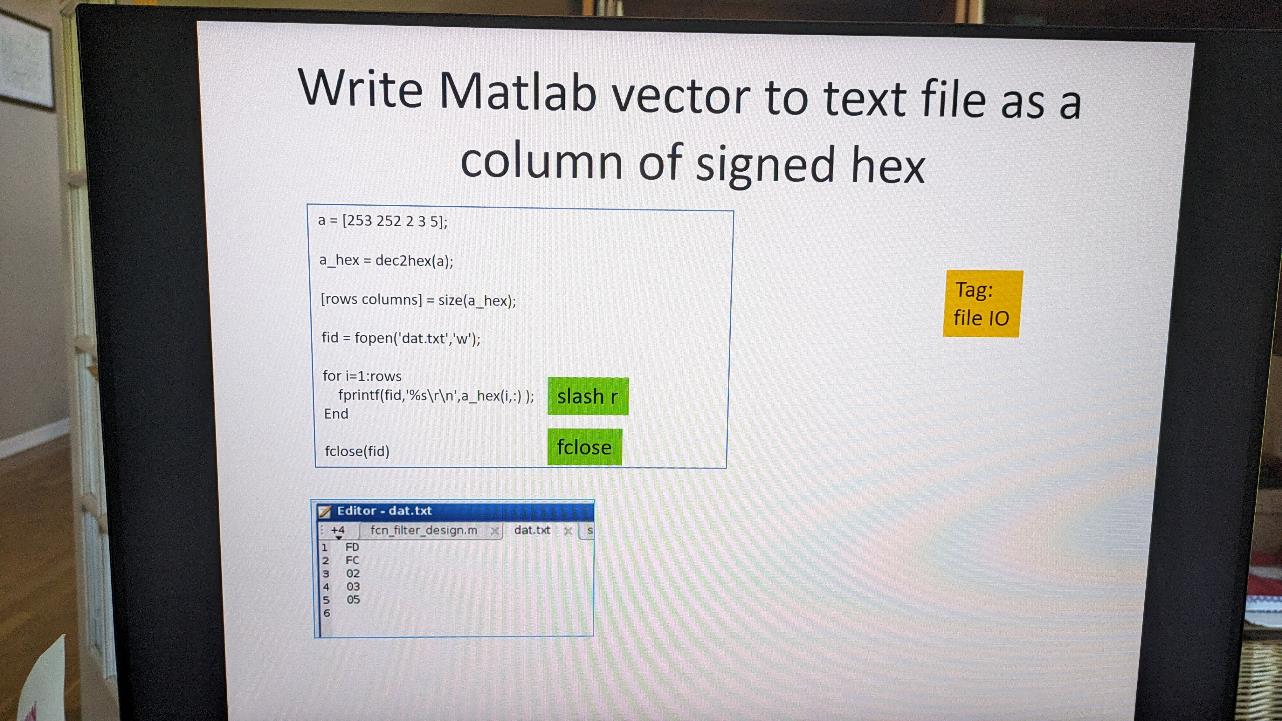 Write Matlab vector to text file as a
column of signed hex
a = [253 252 2 3 5];
a_hex = dec2hex(a);
[rows columns] = size(a_hex);
fid = fopen('dat.txt','w');
for i=1:rows
fprintf(fid,'%s\r\n',a_hex(i,:) );
End
fclose(fid)
slash r
fclose
Tag:
file IO
Editor - dat.txt
+4 fcn_filter_design.m × dat.txt × s
1 FD
2 FC
3 02
4 03
5 05
6